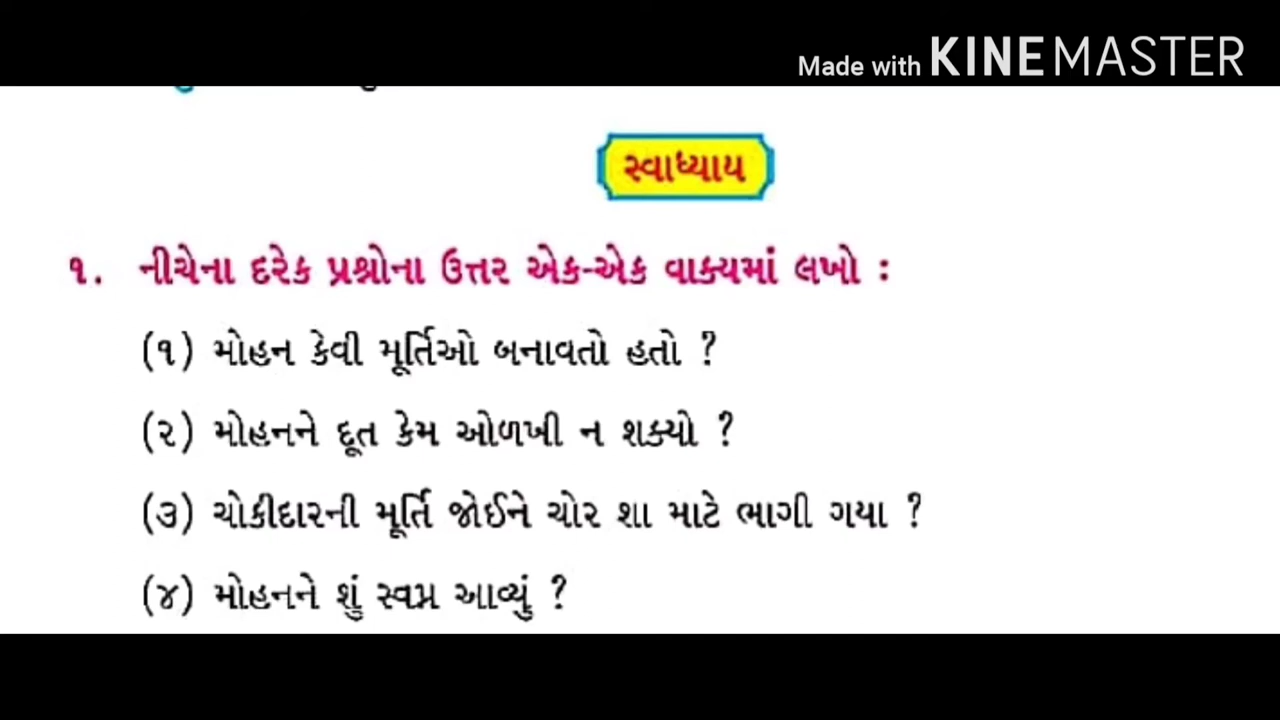 Made with KINEMASTER
સ્વાધ્યાય
૧. નીચેના દરેક પ્રશ્નોના ઉત્તર એક-એક વાક્યમાં લખો :
(૧) મોહન કેવી મૂર્તિઓ બનાવતો હતો ?
(૨) મોહનને દૂત કેમ ઓળખી ન શક્યો ?
(૩) ચોકીદારની મૂર્તિ જોઈને ચોર શા માટે ભાગી ગયા ?
(૪) મોહનને શું સ્વપ્ન આવ્યું ?